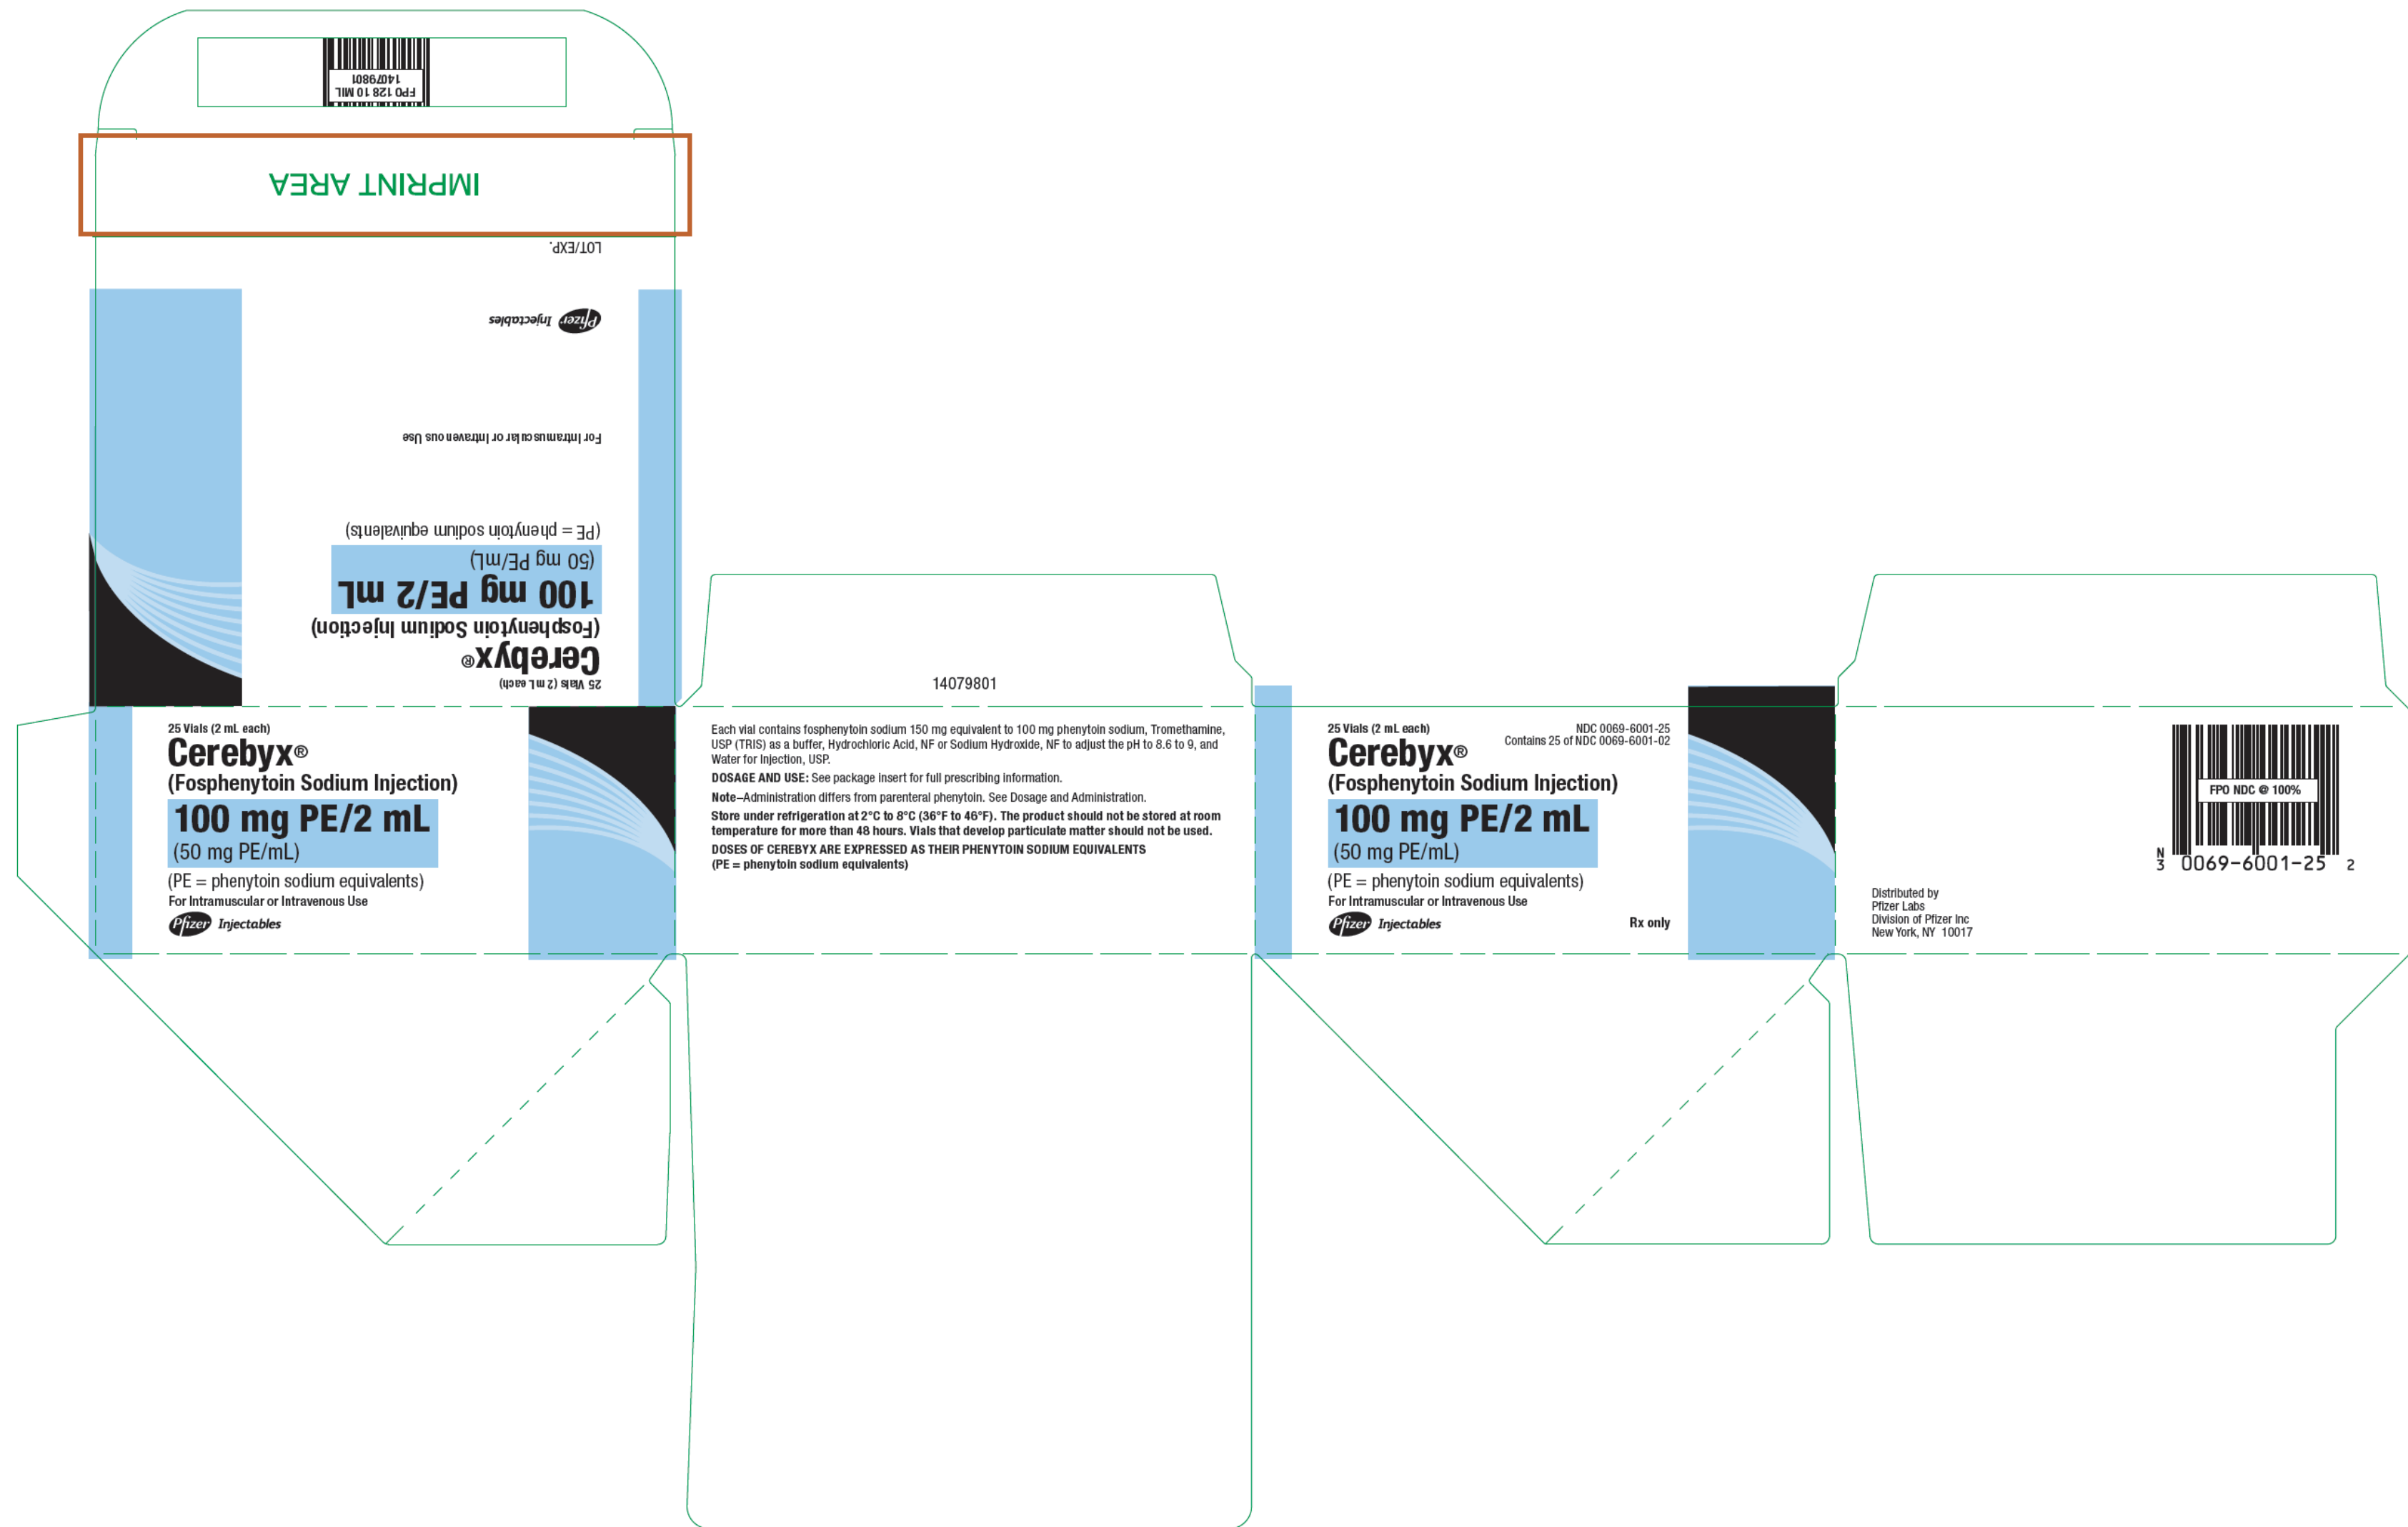 14079801
FPO 128 10 MIL
IMPRINT AREA
LOT/EXP.
Pfizer Injectables
For Intramuscular or Intravenous Use
(PE = phenytoin sodium equivalents)
(50 mg PE/mL)
100 mg PE/2 mL
(Fosphenytoin Sodium Injection)
Cerebyx®
25 Vials (2 mL each)
25 Vials (2 mL each)
Cerebyx®
(Fosphenytoin Sodium Injection)
100 mg PE/2 mL
(50 mg PE/mL)
(PE = phenytoin sodium equivalents)
For Intramuscular or Intravenous Use
Pfizer Injectables
14079801
Each vial contains fosphenytoin sodium 150 mg equivalent to 100 mg phenytoin sodium, Tromethamine,
USP (TRIS) as a buffer, Hydrochloric Acid, NF or Sodium Hydroxide, NF to adjust the pH to 8.6 to 9, and
Water for Injection, USP.
DOSAGE AND USE: See package insert for full prescribing information.
Note–Administration differs from parenteral phenytoin. See Dosage and Administration.
Store under refrigeration at 2°C to 8°C (36°F to 46°F). The product should not be stored at room
temperature for more than 48 hours. Vials that develop particulate matter should not be used.
DOSES OF CEREBYX ARE EXPRESSED AS THEIR PHENYTOIN SODIUM EQUIVALENTS
(PE = phenytoin sodium equivalents)
25 Vials (2 mL each)
NDC 0069-6001-25
Contains 25 of NDC 0069-6001-02
Cerebyx®
(Fosphenytoin Sodium Injection)
100 mg PE/2 mL
(50 mg PE/mL)
(PE = phenytoin sodium equivalents)
For Intramuscular or Intravenous Use
Pfizer Injectables
Rx only
FPO NDC @ 100%
N
3 0069-6001-25 2
Distributed by
Pfizer Labs
Division of Pfizer Inc
New York, NY 10017